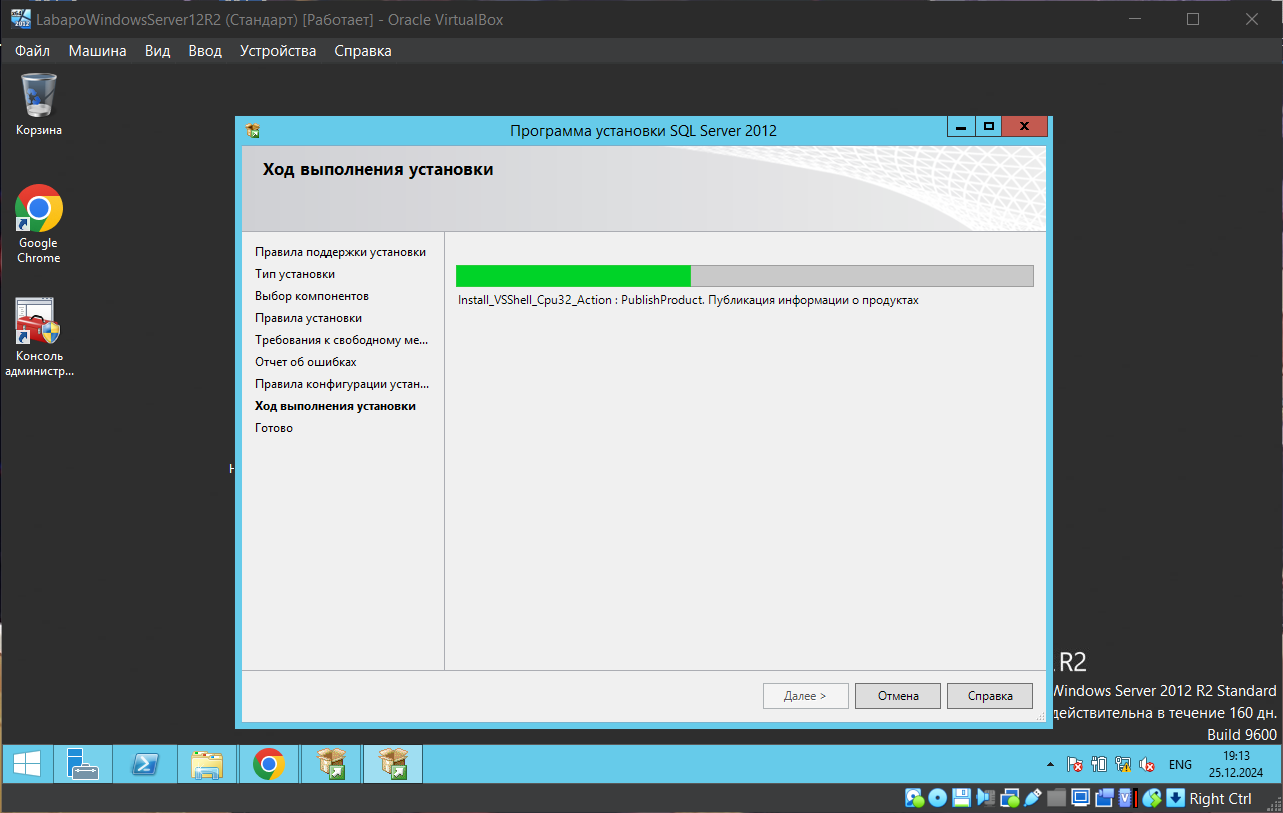 LabapoWindowsServer12R2 (Стандарт) [Работает] - Oracle VirtualBox
Файл Машина Вид Ввод Устройства Справка
Корзина
Google
Chrome
Консоль
администр...
Программа установки SQL Server 2012
Ход выполнения установки
Правила поддержки установки
Тип установки
Выбор компонентов
Правила установки
Требования к свободному ме...
Отчет об ошибках
Правила конфигурации устан...
Ход выполнения установки
Готово
Install_VSShell_Cpu32_Action : PublishProduct. Публикация информации о продуктах
Далее > Отмена Справка
R2
Windows Server 2012 R2 Standard
действительна в течение 160 дн.
Build 9600
ENG
19:13
25.12.2024
Right Ctrl